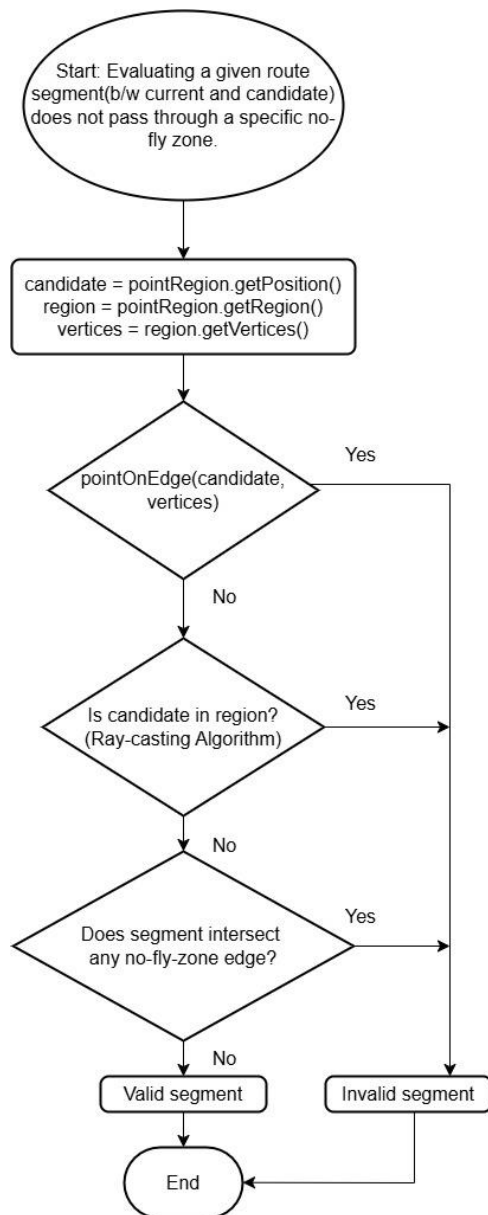 Start: Evaluating a given route
segment(b/w current and candidate)
does not pass through a specific no-
fly zone.
candidate = pointRegion.getPosition()
region = pointRegion.getRegion()
vertices = region.getVertices()
Yes
pointOnEdge(candidate,
vertices)
No
Yes
Is candidate in region?
(Ray-casting Algorithm)
No
Yes
Does segment intersect
any no-fly-zone edge?
No
Valid segment
Invalid segment
End